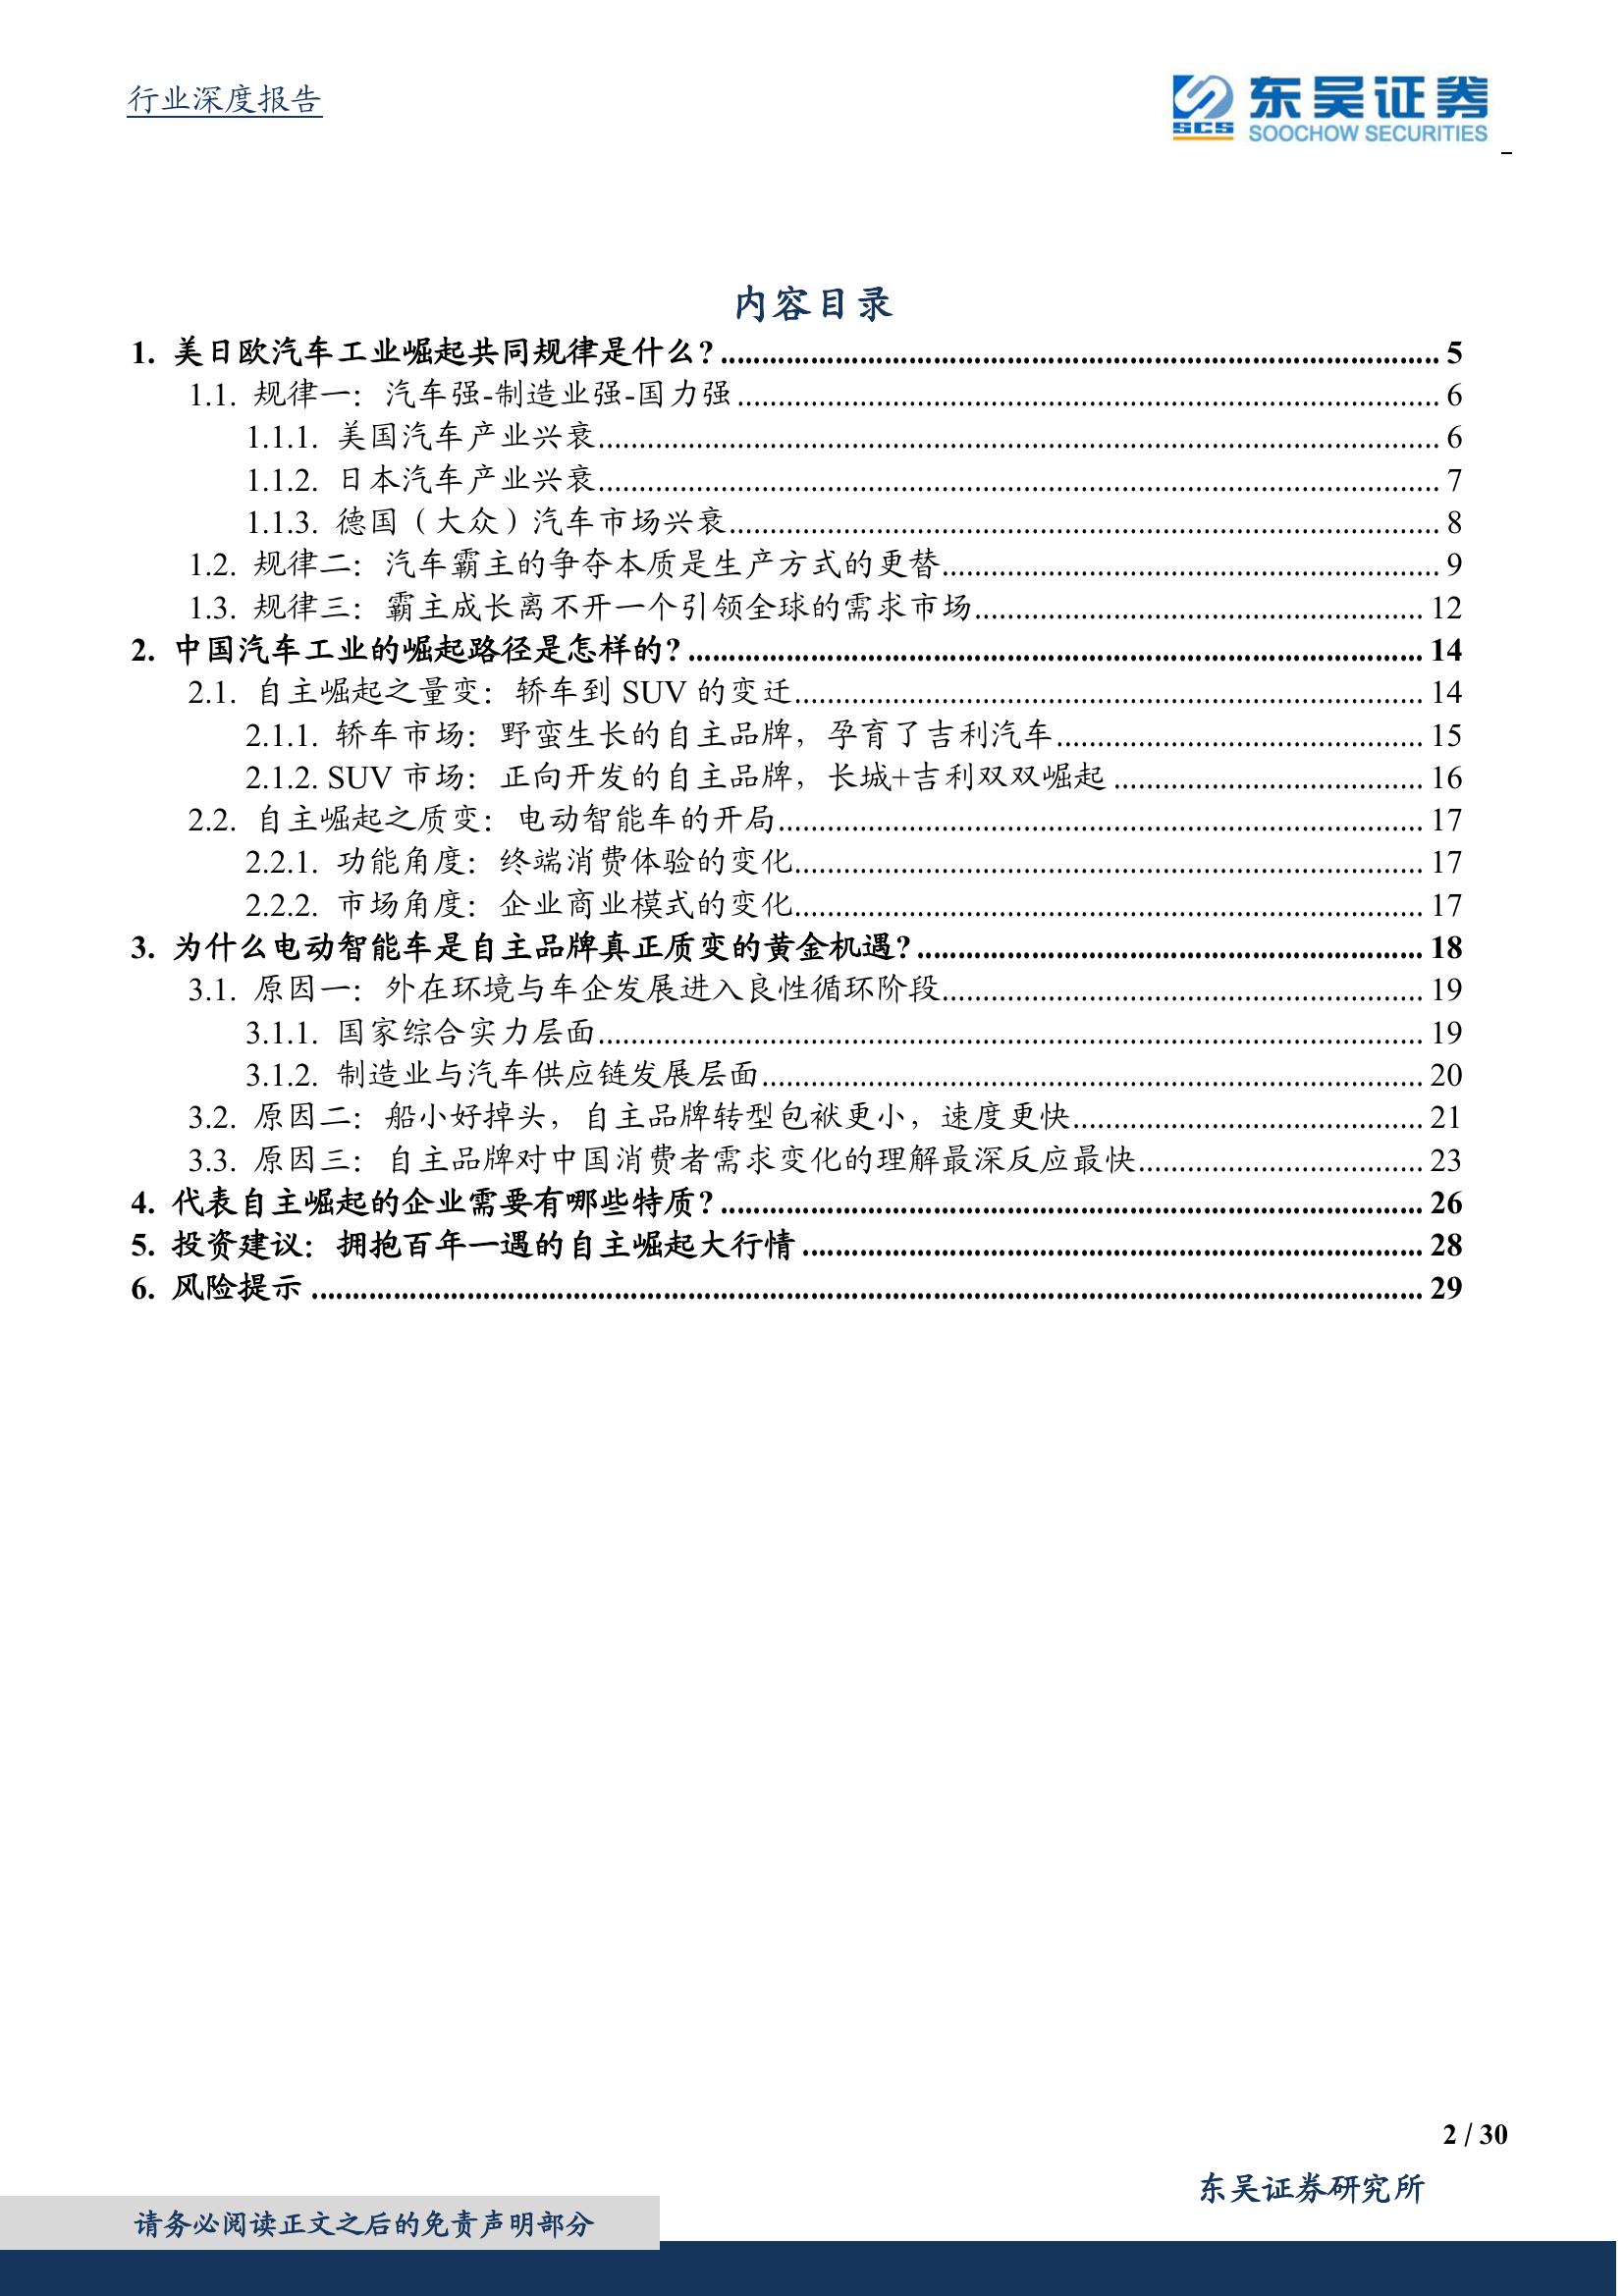 行业深度报告
东吴证券
SCS
SOOCHOW SECURITIES
内容目录
1. 美日欧汽车工业崛起共同规律是什么？ 5
1.1. 规律一：汽车强-制造业强-国力强 6
1.1.1. 美国汽车产业兴衰 6
1.1.2. 日本汽车产业兴衰 7
1.1.3. 德国（大众）汽车市场兴衰 8
1.2. 规律二：汽车霸主的争夺本质是生产方式的更替 9
1.3. 规律三：霸主成长离不开一个引领全球的需求市场 12
2. 中国汽车工业的崛起路径是怎样的？ 14
2.1. 自主崛起之量变：轿车到 SUV 的变迁 14
2.1.1. 轿车市场：野蛮生长的自主品牌，孕育了吉利汽车 15
2.1.2. SUV 市场：正向开发的自主品牌，长城+吉利双双崛起 16
2.2. 自主崛起之质变：电动智能车的开局 17
2.2.1. 功能角度：终端消费体验的变化 17
2.2.2. 市场角度：企业商业模式的变化 17
3. 为什么电动智能车是自主品牌真正质变的黄金机遇？ 18
3.1. 原因一：外在环境与车企发展进入良性循环阶段 19
3.1.1. 国家综合实力层面 19
3.1.2. 制造业与汽车供应链发展层面 20
3.2. 原因二：船小好掉头，自主品牌转型包袱更小，速度更快 21
3.3. 原因三：自主品牌对中国消费者需求变化的理解最深反应最快 23
4. 代表自主崛起的企业需要有哪些特质？ 26
5. 投资建议：拥抱百年一遇的自主崛起大行情 28
6. 风险提示 29
2 / 30
东吴证券研究所
请务必阅读正文之后的免责声明部分